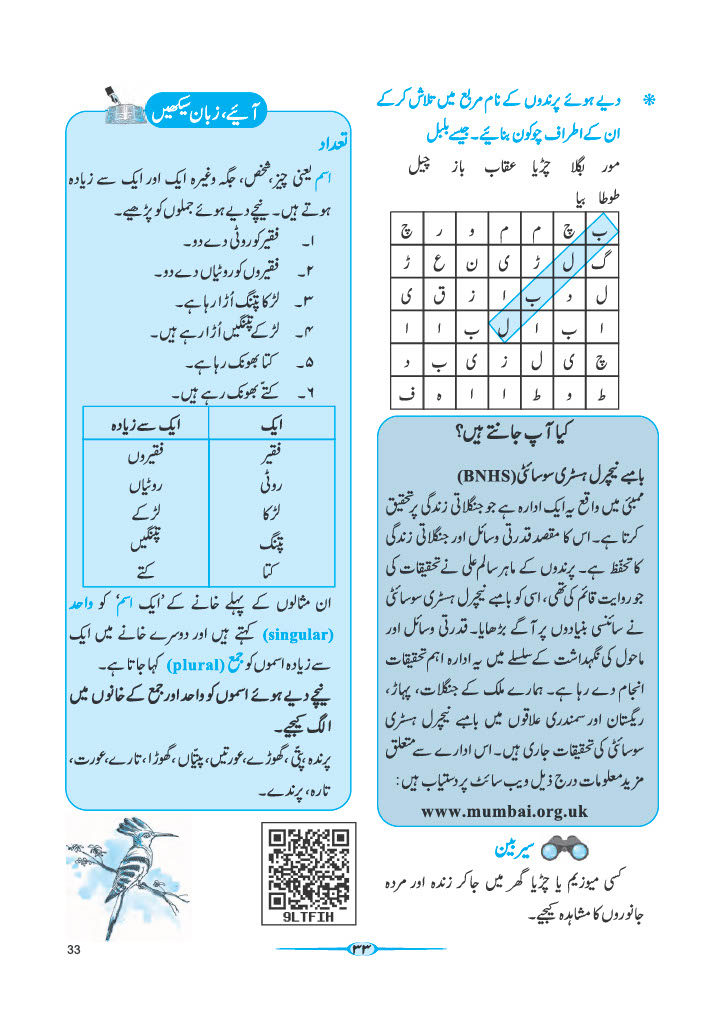 * دیے ہوئے پرندوں کے نام مربع میں تلاش کر کے
ان کے اطراف چوکون بنائیے۔ جیسے بلبل
مور بگلا چڑیا عقاب باز چیل
طوطا بیا
ب چ م م و ر چ
گ ل ڑ ی ن ع ڑ
ل د ب ا ز ق ی
ا ب ا ل ب ا ا
چ ی ل ز ی ب د
ط و ط ا ا ہ ف
کیا آپ جانتے ہیں؟
بامبے نیچرل ہسٹری سوسائٹی (BNHS)
ممبئی میں واقع یہ ایک ادارہ ہے جو جنگلاتی زندگی پر تحقیق
کرتا ہے۔ اس کا مقصد قدرتی وسائل اور جنگلاتی زندگی
کا تحفّظ ہے۔ پرندوں کے ماہر سالم علی نے تحقیقات کی
جو روایت قائم کی تھی، اسی کو بامبے نیچرل ہسٹری سوسائٹی
نے سائنسی بنیادوں پر آگے بڑھایا۔ قدرتی وسائل اور
ماحول کی نگہداشت کے سلسلے میں یہ ادارہ اہم تحقیقات
انجام دے رہا ہے۔ ہمارے ملک کے جنگلات، پہاڑ،
ریگستان اور سمندری علاقوں میں بامبے نیچرل ہسٹری
سوسائٹی کی تحقیقات جاری ہیں۔ اس ادارے سے متعلق
مزید معلومات درج ذیل ویب سائٹ پر دستیاب ہیں:
www.mumbai.org.uk
سیر بین
کسی میوزیم یا چڑیا گھر میں جا کر زندہ اور مردہ
جانوروں کا مشاہدہ کیجیے۔
آئیے، زبان سیکھیں
تعداد
اسم یعنی چیز، شخص، جگہ وغیرہ ایک اور ایک سے زیادہ
ہوتے ہیں۔ نیچے دیے ہوئے جملوں کو پڑھیے۔
۱۔ فقیر کو روٹی دے دو۔
۲۔ فقیروں کو روٹیاں دے دو۔
۳۔ لڑکا پتنگ اُڑا رہا ہے۔
۴۔ لڑکے پتنگیں اُڑا رہے ہیں۔
۵۔ کتا بھونک رہا ہے۔
۶۔ کتّے بھونک رہے ہیں۔
ایک ایک سے زیادہ
فقیر فقیروں
روٹی روٹیاں
لڑکا لڑکے
پتنگ پتنگیں
کتا کتے
ان مثالوں کے پہلے خانے کے 'ایک اسم' کو واحد
(singular) کہتے ہیں اور دوسرے خانے میں ایک
سے زیادہ اسموں کو جمع (plural) کہا جاتا ہے۔
نیچے دیے ہوئے اسموں کو واحد اور جمع کے خانوں میں
الگ کیجیے۔
پرندہ، پتّی، گھوڑے، عورتیں، پتیّاں، گھوڑا، تارے، عورت،
تارہ، پرندے۔
9LTFIH
33
۳۳